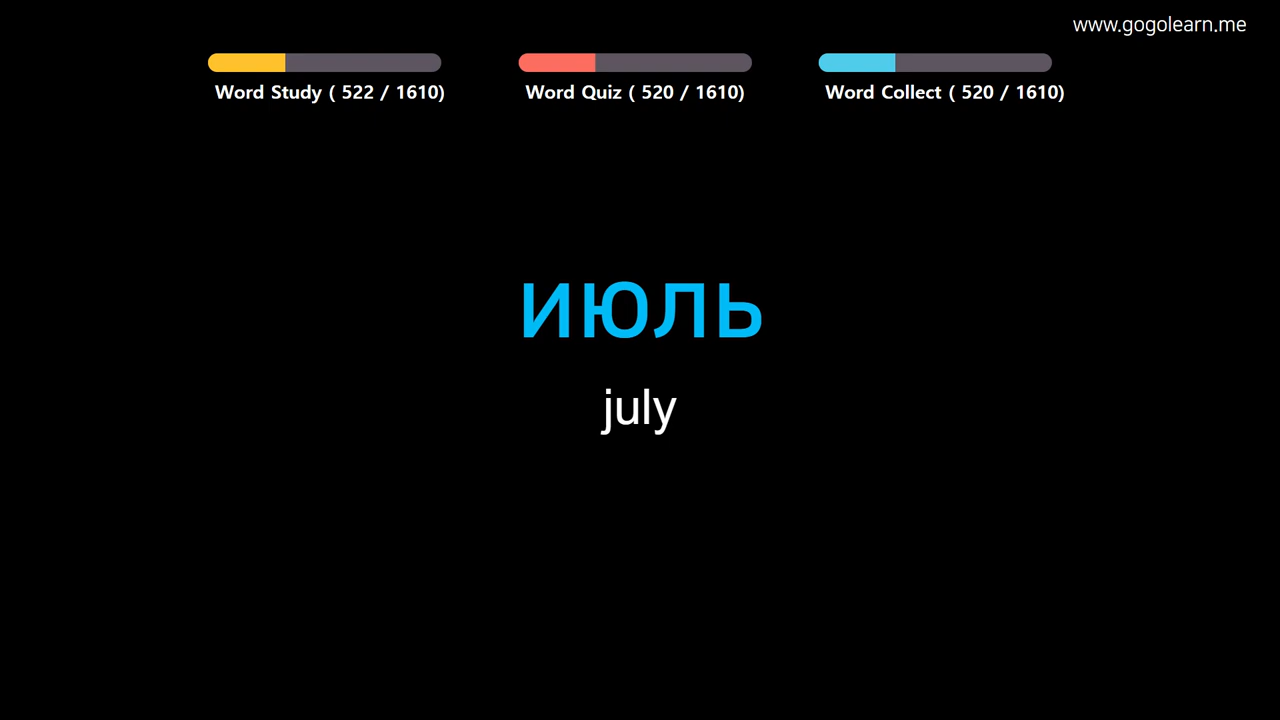 www.gogolearn.me
Word Study ( 522 / 1610)
Word Quiz ( 520 / 1610)
Word Collect ( 520 / 1610)
июль
july